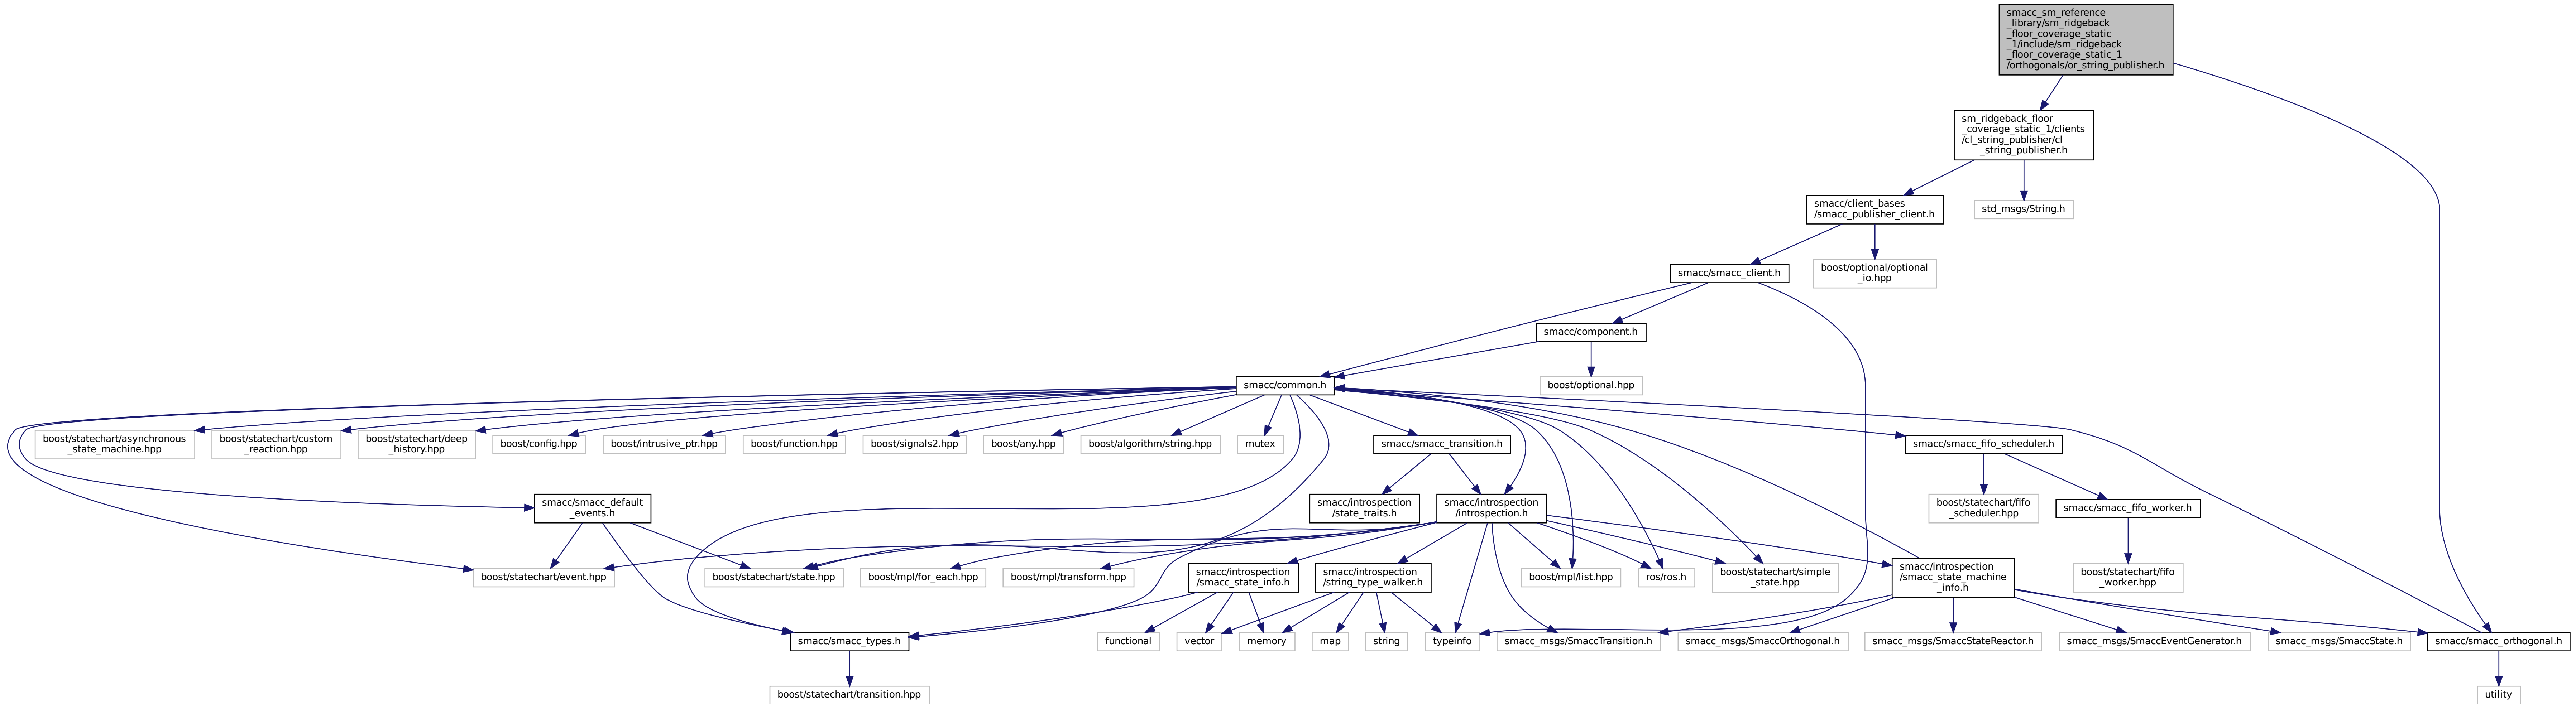 smacc_sm_reference
_library/sm_ridgeback
_floor_coverage_static
_1/include/sm_ridgeback
_floor_coverage_static_1
/orthogonals/or_string_publisher.h
sm_ridgeback_floor
_coverage_static_1/clients
/cl_string_publisher/cl
_string_publisher.h
smacc/client_bases
/smacc_publisher_client.h
std_msgs/String.h
smacc/smacc_client.h
boost/optional/optional
_io.hpp
smacc/component.h
smacc/common.h
boost/optional.hpp
boost/statechart/asynchronous
_state_machine.hpp
boost/statechart/custom
_reaction.hpp
boost/statechart/deep
_history.hpp
boost/config.hpp
boost/intrusive_ptr.hpp
boost/function.hpp
boost/signals2.hpp
boost/any.hpp
boost/algorithm/string.hpp
mutex
smacc/smacc_transition.h
smacc/smacc_fifo_scheduler.h
smacc/smacc_default
_events.h
smacc/introspection
/state_traits.h
smacc/introspection
/introspection.h
boost/statechart/fifo
_scheduler.hpp
smacc/smacc_fifo_worker.h
boost/statechart/event.hpp
boost/statechart/state.hpp
boost/mpl/for_each.hpp
boost/mpl/transform.hpp
smacc/introspection
/smacc_state_info.h
smacc/introspection
/string_type_walker.h
boost/mpl/list.hpp
ros/ros.h
boost/statechart/simple
_state.hpp
smacc/introspection
/smacc_state_machine
_info.h
boost/statechart/fifo
_worker.hpp
smacc/smacc_types.h
functional
vector
memory
map
string
typeinfo
smacc_msgs/SmaccTransition.h
smacc_msgs/SmaccOrthogonal.h
smacc_msgs/SmaccStateReactor.h
smacc_msgs/SmaccEventGenerator.h
smacc_msgs/SmaccState.h
smacc/smacc_orthogonal.h
boost/statechart/transition.hpp
utility